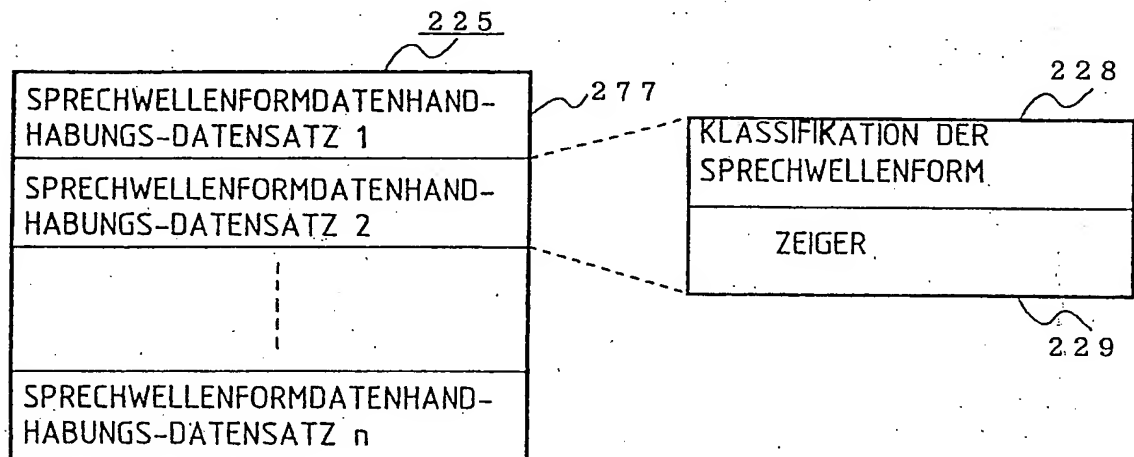 225
SPRECHWELLENFORMDATENHAND-
HABUNGS-DATENSATZ 1
277
SPRECHWELLENFORMDATENHAND-
HABUNGS-DATENSATZ 2
SPRECHWELLENFORMDATENHAND-
HABUNGS-DATENSATZ n
228
KLASSIFIKATION DER
SPRECHWELLENFORM
ZEIGER
229